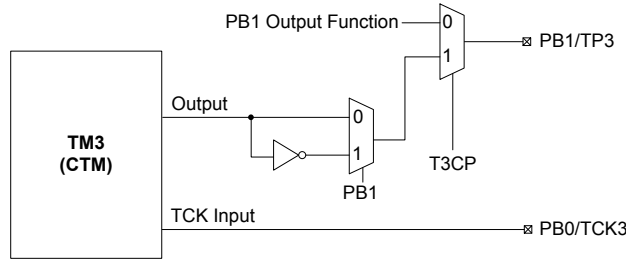 PB1 Output Function
0
1
PB1/TP3
Output
TM3
(CTM)
0
1
T3CP
PB1
TCK Input
PB0/TCK3